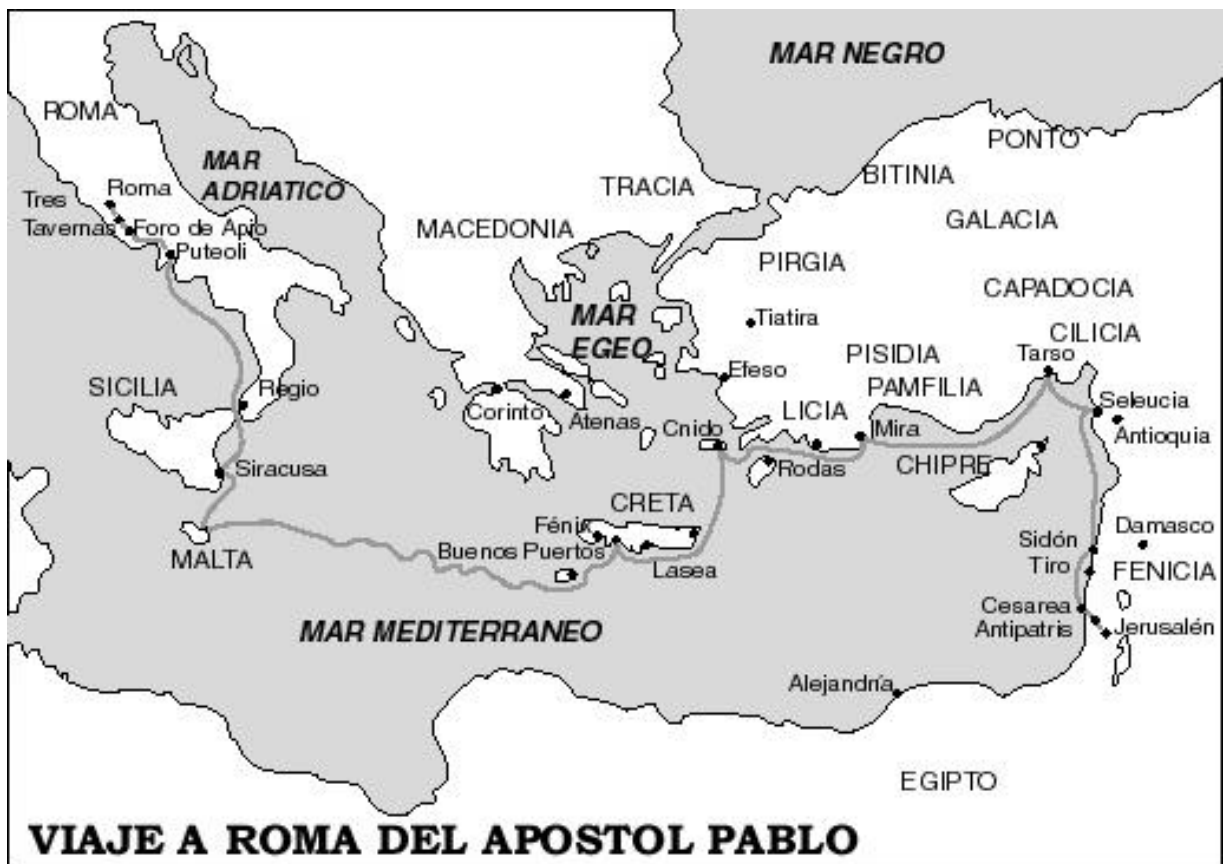 MAR NEGRO
ROMA
PONTO
MAR
ADRIATICO
BITINIA
TRACIA
Tres
Tavernas
Roma
Foro de Apio
Puteoli
MACEDONIA
GALACIA
PIRGIA
CAPADOCIA
MAR
EGEO
Tiatira
CILICIA
Tarso
PISIDIA
PAMFILIA
Efeso
SICILIA
Regio
Corinto
Atenas
LICIA
Seleucia
Antioquia
Cnido
Mira
Rodas
CHIPRE
Siracusa
CRETA
Fénix
Buenos Puertos
Lasea
MALTA
Damasco
Sidón
Tiro
FENICIA
Cesarea
Antipatris
Jerusalén
MAR MEDITERRANEO
Alejandría
EGIPTO
VIAJE A ROMA DEL APOSTOL PABLO